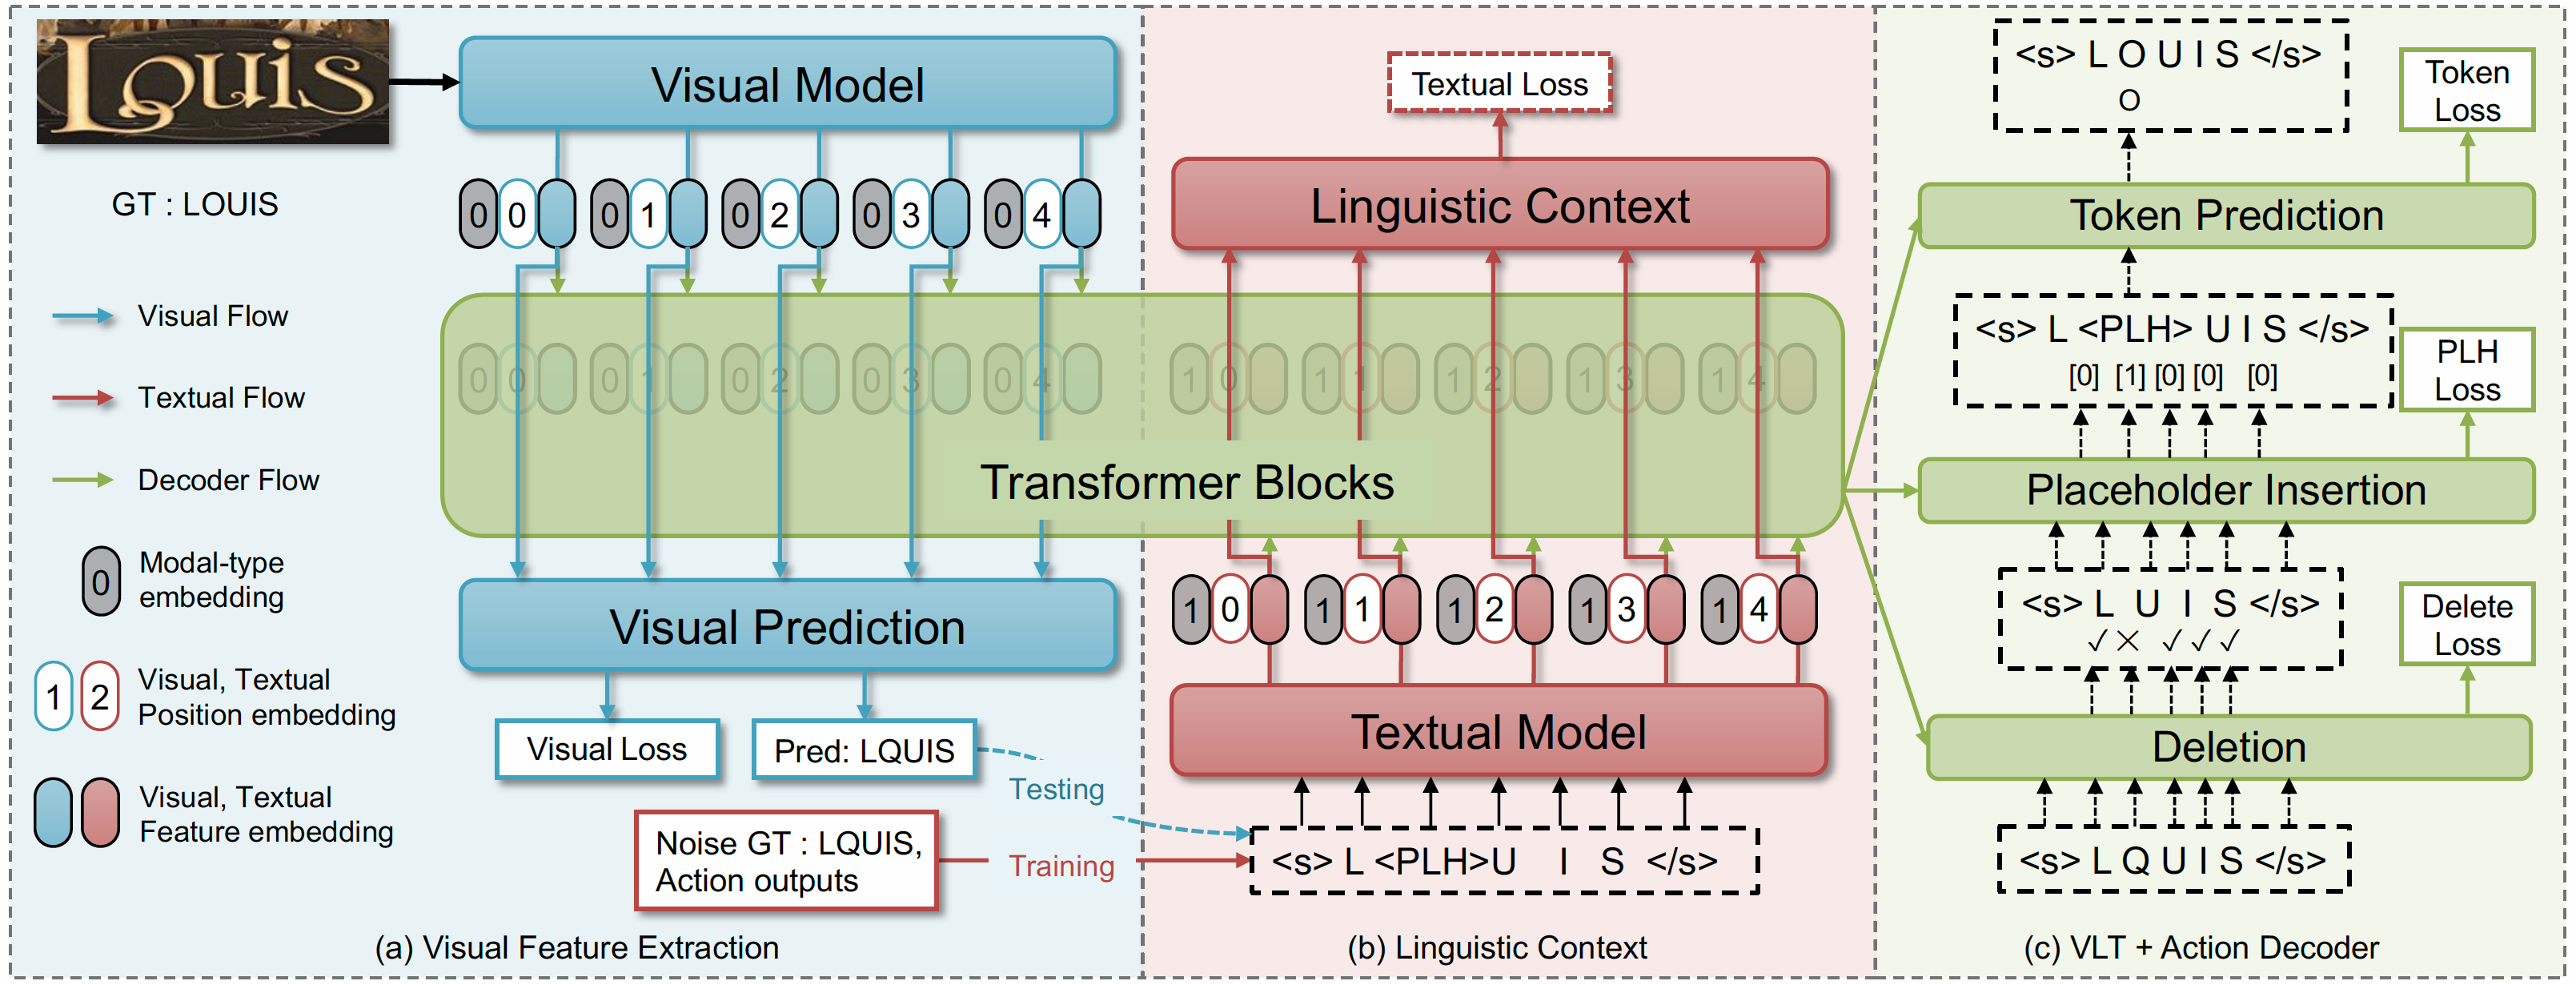 Louis
GT : LOUIS
Visual Flow
Textual Flow
Decoder Flow
0
Modal-type
embedding
1 2
Visual, Textual
Position embedding
Visual, Textual
Feature embedding
Visual Model
0 0 0 1 0 2 0 3 0 4
0 0 0 1 0 2 0 3 0 4
Transformer Blocks
Visual Prediction
Visual Loss
Pred: LQUIS
Testing
Noise GT : LQUIS,
Action outputs
Training
(a) Visual Feature Extraction
Textual Loss
Linguistic Context
1 0 1 1 1 2 1 3 1 4
1 0 1 1 1 2 1 3 1 4
Textual Model
<s> L <PLH>U I S </s>
(b) Linguistic Context
<s> L O U I S </s>
O
Token
Loss
Token Prediction
<s> L <PLH> U I S </s>
[0] [1] [0] [0] [0]
PLH
Loss
Placeholder Insertion
<s> L U I S </s>
✓ × ✓ ✓ ✓
Delete
Loss
Deletion
<s> L Q U I S </s>
(c) VLT + Action Decoder